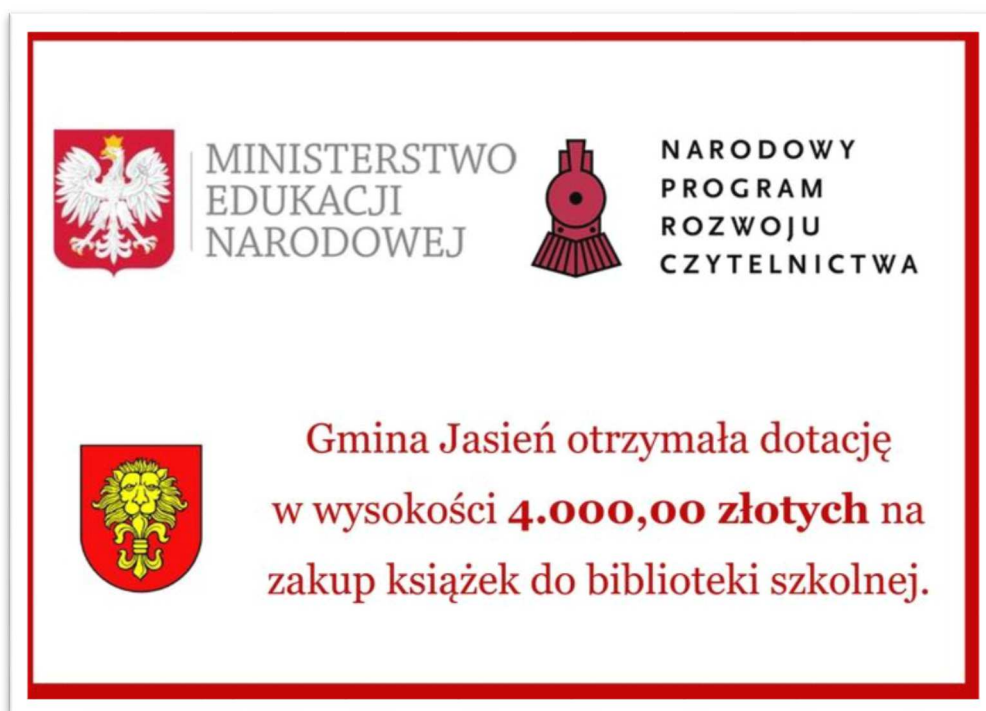 MINISTERSTWO
EDUKACJI
NARODOWEJ
NARODOWY
PROGRAM
ROZWOJU
CZYTELNICTWA
Gmina Jasień otrzymała dotację
w wysokości 4.000,00 złotych na
zakup książek do biblioteki szkolnej.